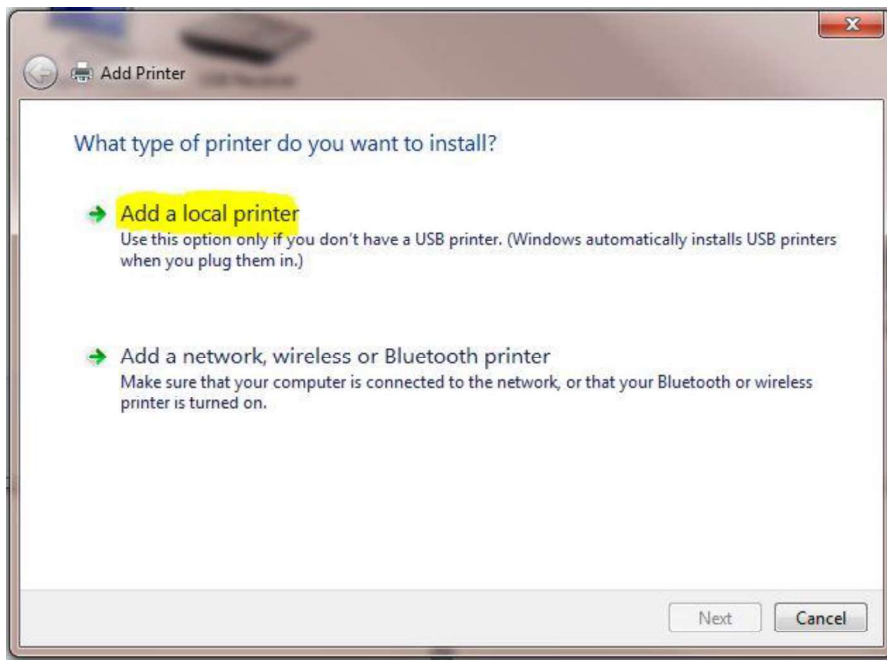 Add Printer
What type of printer do you want to install?
Add a local printer
Use this option only if you don't have a USB printer. (Windows automatically installs USB printers
when you plug them in.)
Add a network, wireless or Bluetooth printer
Make sure that your computer is connected to the network, or that your Bluetooth or wireless
printer is turned on.
Next
Cancel